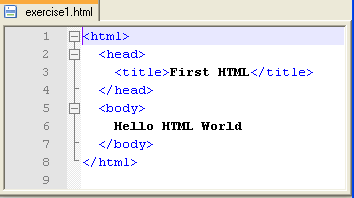 exercise1.html
1 <html>
2 <head>
3 <title>First HTML</title>
4 </head>
5 <body>
6 Hello HTML World
7 </body>
8 </html>
9